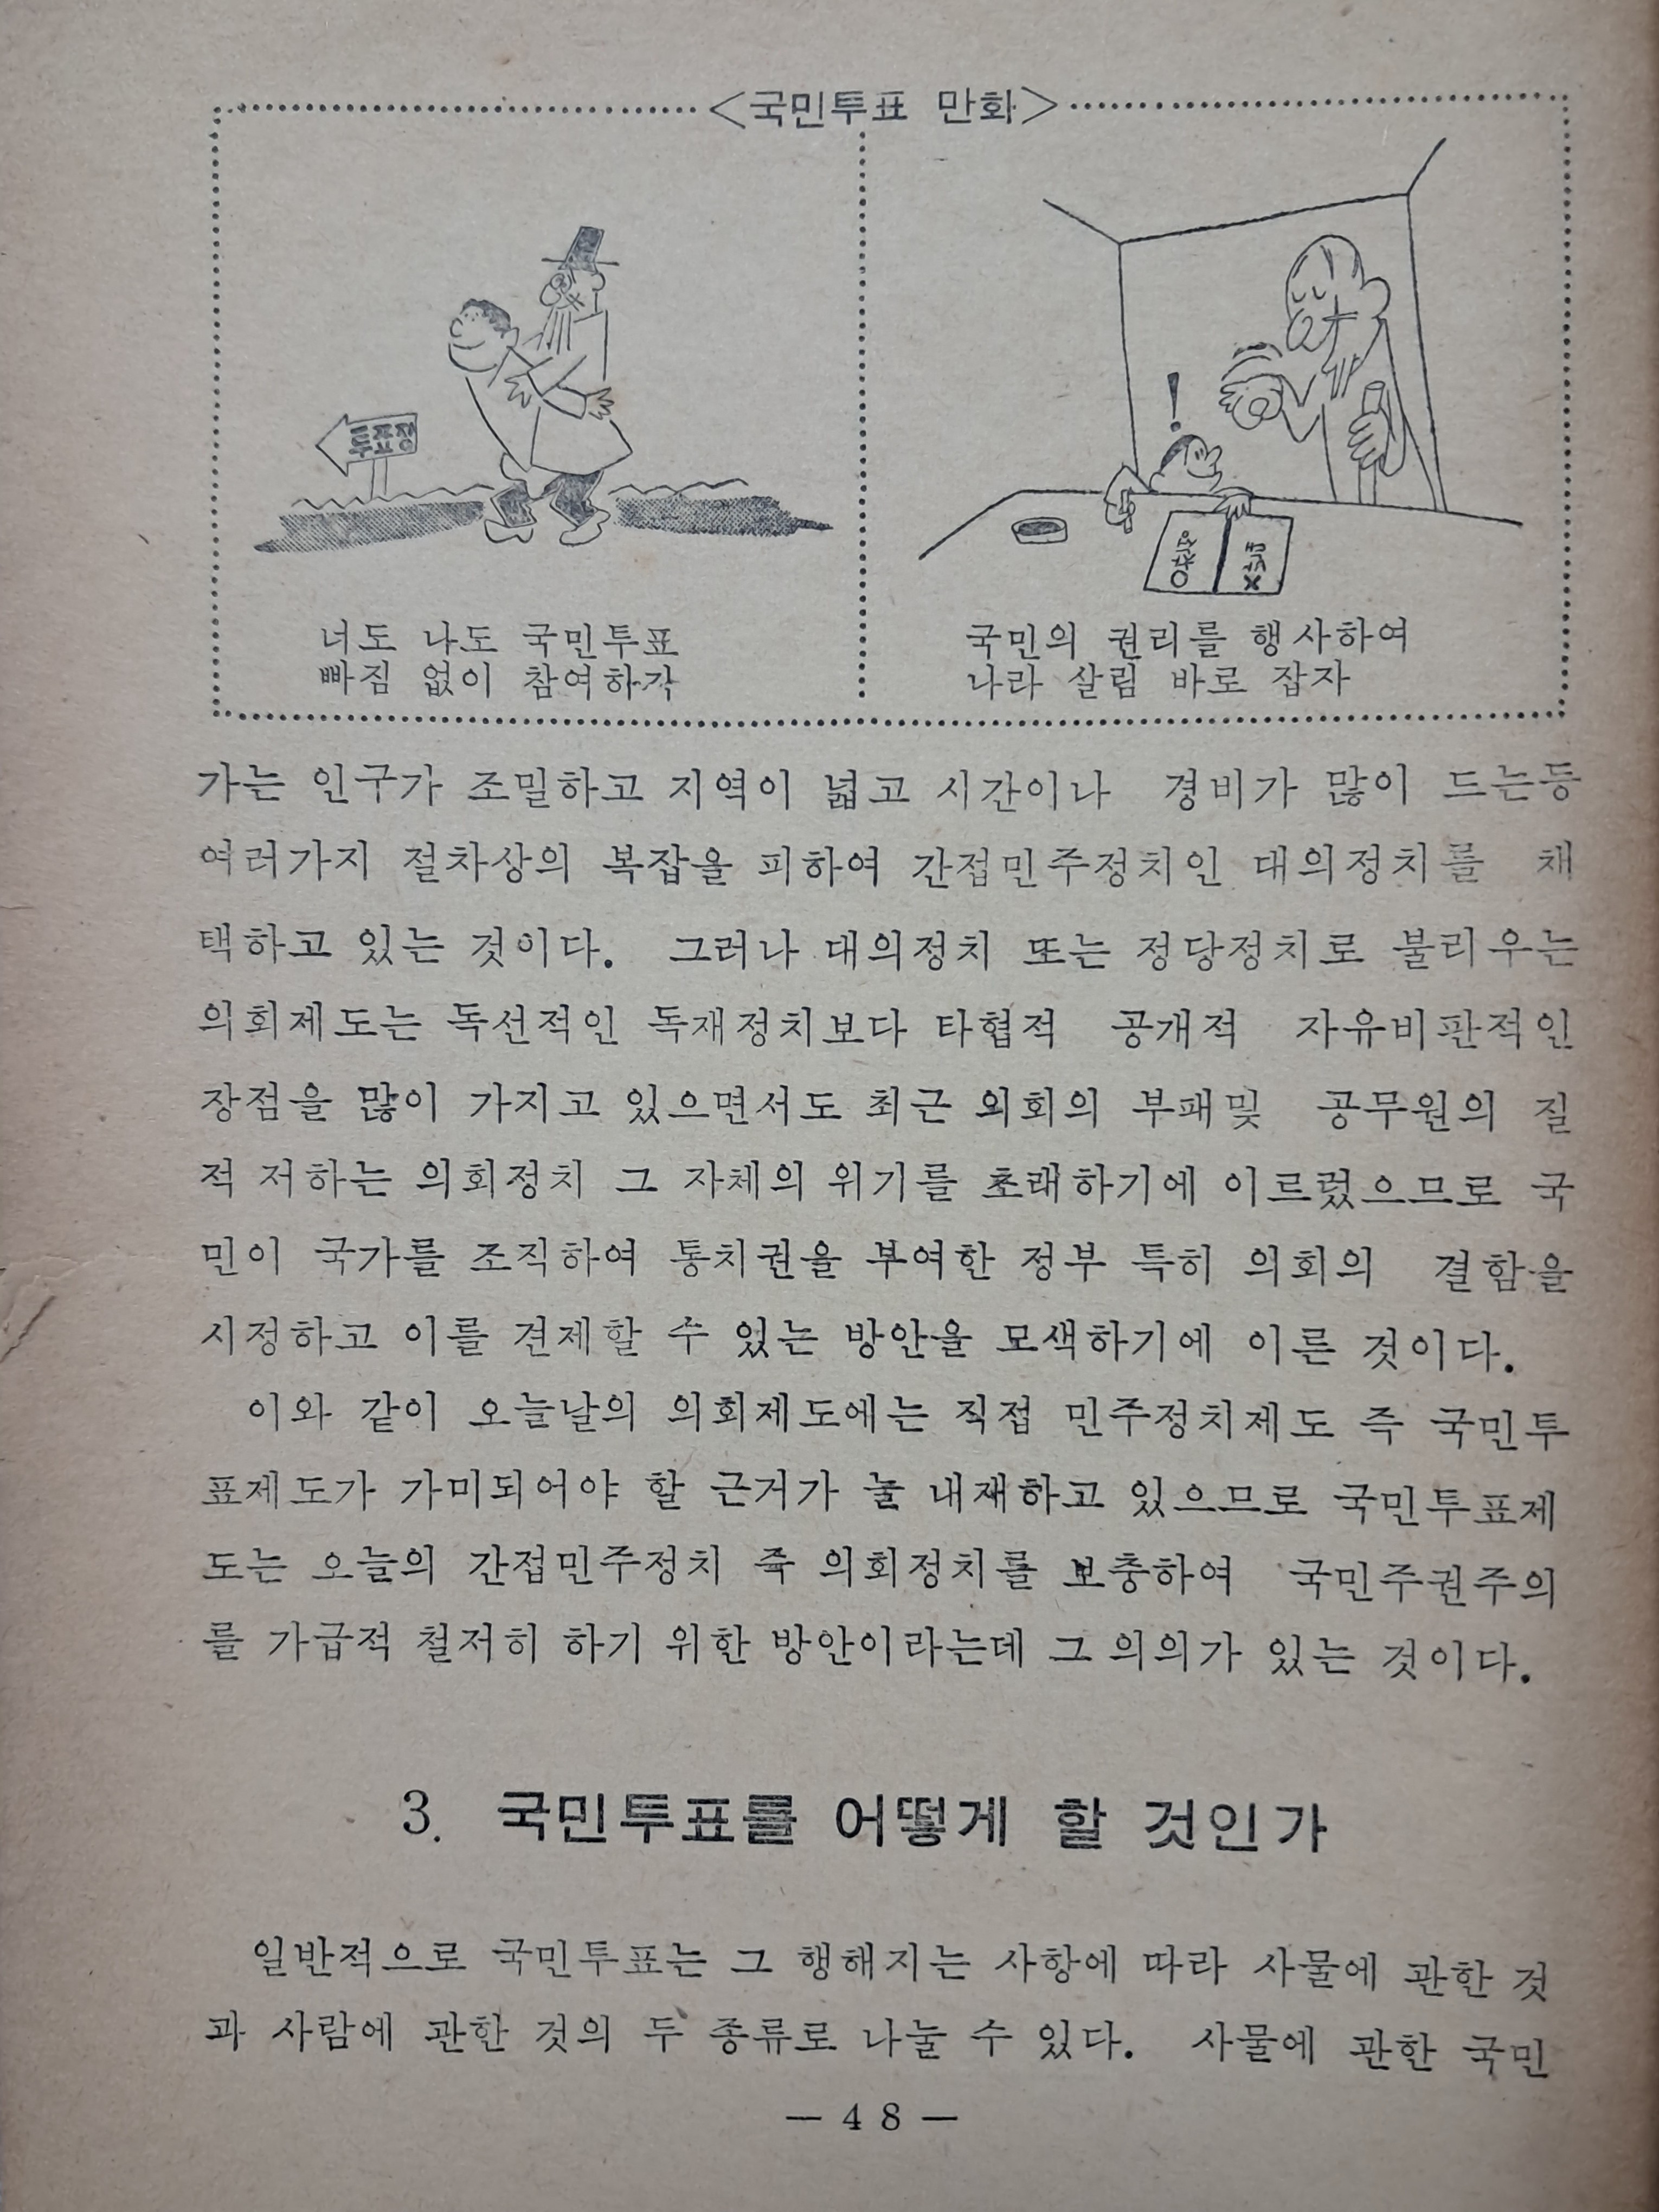 <국민투표 만화>
투표장
너도 나도 국민투표
빠짐 없이 참여하자
!
국민의 권리를 행사하여
나라 살림 바로 잡자
가는 인구가 조밀하고 지역이 넓고 시간이나 경비가 많이 드는등
여러가지 절차상의 복잡을 피하여 간접민주정치인 대의정치를 채
택하고 있는 것이다. 그러나 대의정치 또는 정당정치로 불리우는
의회제도는 독선적인 독재정치보다 타협적 공개적 자유비판적인
장점을 많이 가지고 있으면서도 최근 의회의 부패및 공무원의 질
적 저하는 의회정치 그 자체의 위기를 초래하기에 이르렀으므로 국
민이 국가를 조직하여 통치권을 부여한 정부 특히 의회의 결함을
시정하고 이를 견제할 수 있는 방안을 모색하기에 이른 것이다.
이와 같이 오늘날의 의회제도에는 직접 민주정치제도 즉 국민투
표제도가 가미되어야 할 근거가 눌 내재하고 있으므로 국민투표제
도는 오늘의 간접민주정치 즉 의회정치를 보충하여 국민주권주의
를 가급적 철저히 하기 위한 방안이라는데 그 의의가 있는 것이다.
3. 국민투표를 어떻게 할 것인가
일반적으로 국민투표는 그 행해지는 사항에 따라 사물에 관한 것
과 사람에 관한 것의 두 종류로 나눌 수 있다. 사물에 관한 국민
— 48 —